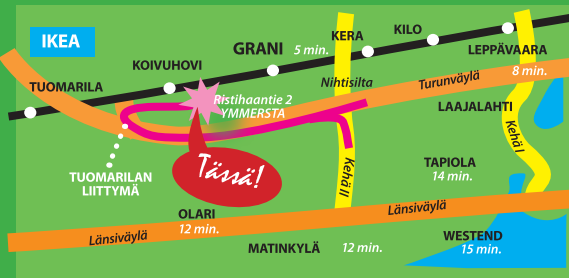 IKEA
TUOMARILA
KOIVUHOVI
GRANI 5 min.
KERA
KILO
LEPPÄVAARA
8 min.
Nihtisilta
Turunväylä
Ristihaantie 2
YMMERSTA
LAAJALAHTI
Kehä I
Tässä!
TUOMARILAN
LIITTYMÄ
Kehä II
TAPIOLA
14 min.
OLARI
12 min.
Länsiväylä
Länsiväylä
MATINKYLÄ 12 min.
WESTEND
15 min.